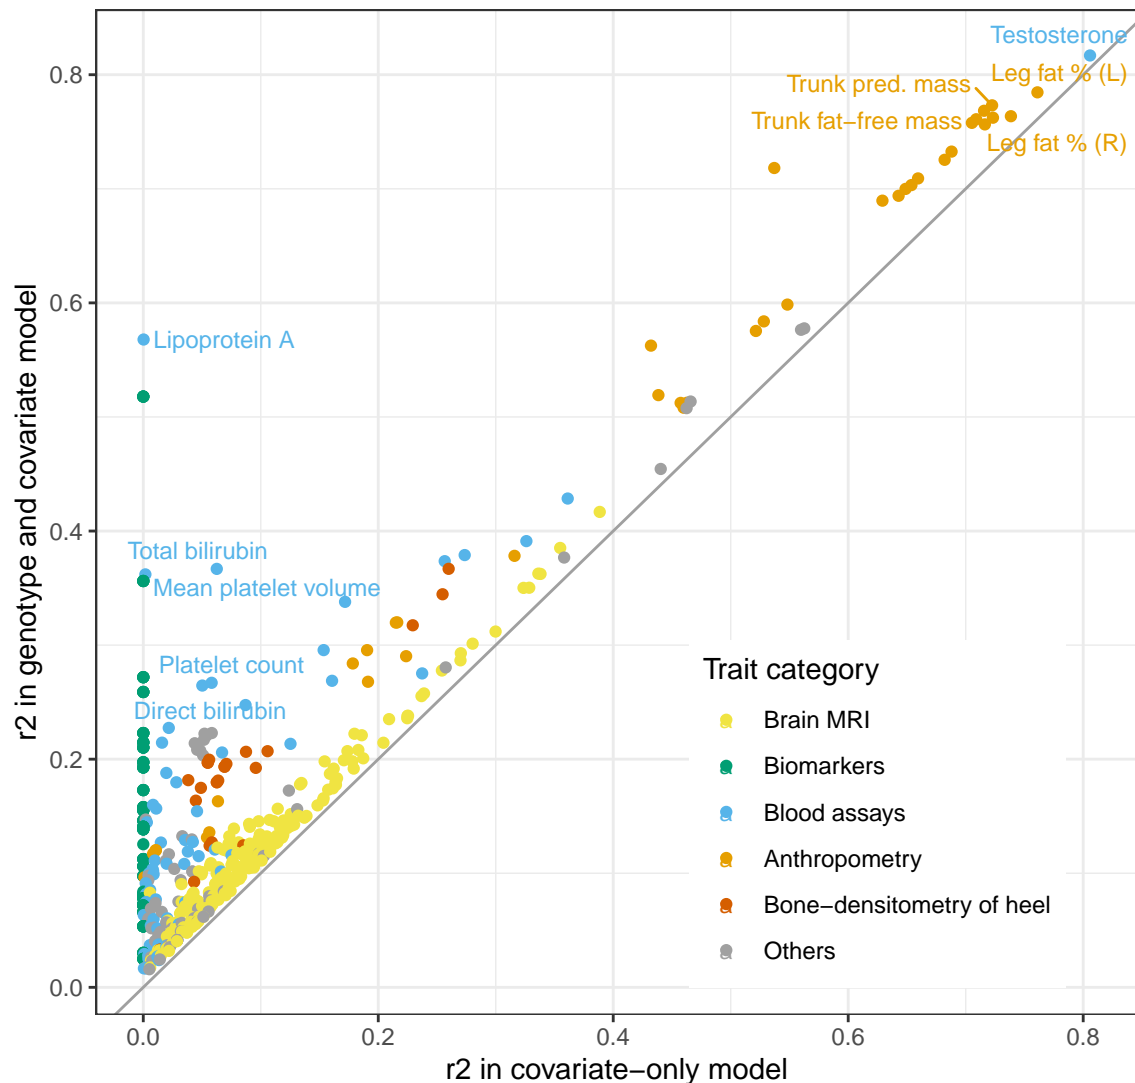 Testosterone
Leg fat % (L)
Trunk pred. mass
Trunk fat−free mass
Leg fat % (R)
Lipoprotein A
Total bilirubin
Mean platelet volume
Platelet count
Direct bilirubin
r2 in genotype and covariate model
0.8
0.6
0.4
0.2
0.0
Trait category
Brain MRI
Biomarkers
Blood assays
Anthropometry
Bone−densitometry of heel
Others
0.0 0.2 0.4 0.6 0.8
r2 in covariate−only model